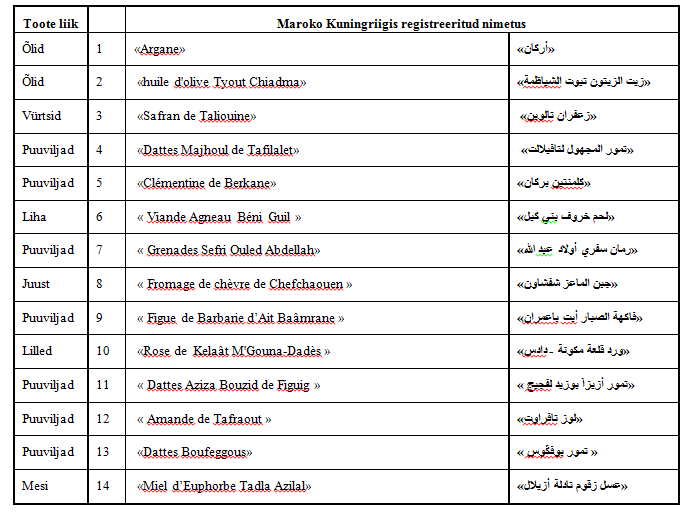 Toote liik Maroko Kuningriigis registreeritud nimetus
Õlid 1 «Argane» «أركان»
Õlid 2 «huile d'olive Tyout Chiadma» «زيت الزيتون تيوت الشياظمة»
Vürtsid 3 «Safran de Taliouine» «زعفران تالوين»
Puuviljad 4 «Dattes Majhoul de Tafilalet» «تمور المجهول لتافيلالت»
Puuviljad 5 «Clémentine de Berkane» «كلمنتين بركان»
Liha 6 « Viande Agneau Béni Guil » «لحم خروف بني كيل»
Puuviljad 7 « Grenades Sefri Ouled Abdellah» «رمان سفري أولاد عبد الله»
Juust 8 « Fromage de chèvre de Chefchaouen » «جبن الماعز شفشاون»
Puuviljad 9 « Figue de Barbarie d’Ait Baâmrane » «فاكهة الصبار أيت باعمران»
Lilled 10 «Rose de Kelaât M'Gouna-Dadès » «ورد قلعة مكونة - دادس»
Puuviljad 11 « Dattes Aziza Bouzid de Figuig » «تمور أزيزا بوزيد لفجيج »
Puuviljad 12 « Amande de Tafraout » «لوز تافراوت»
Puuviljad 13 «Dattes Boufeggous» « تمور بوفكوس »
Mesi 14 «Miel d’Euphorbe Tadla Azilal» «عسل زقوم تادلة أزيلال»